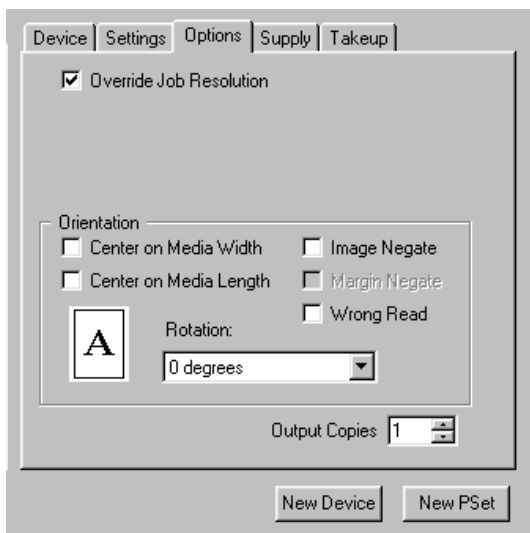 Device Settings Options Supply Takeup
Override Job Resolution
Orientation
Center on Media Width Image Negate
Center on Media Length Margin Negate
Wrong Read
A Rotation:
0 degrees
Output Copies 1
New Device New PSet